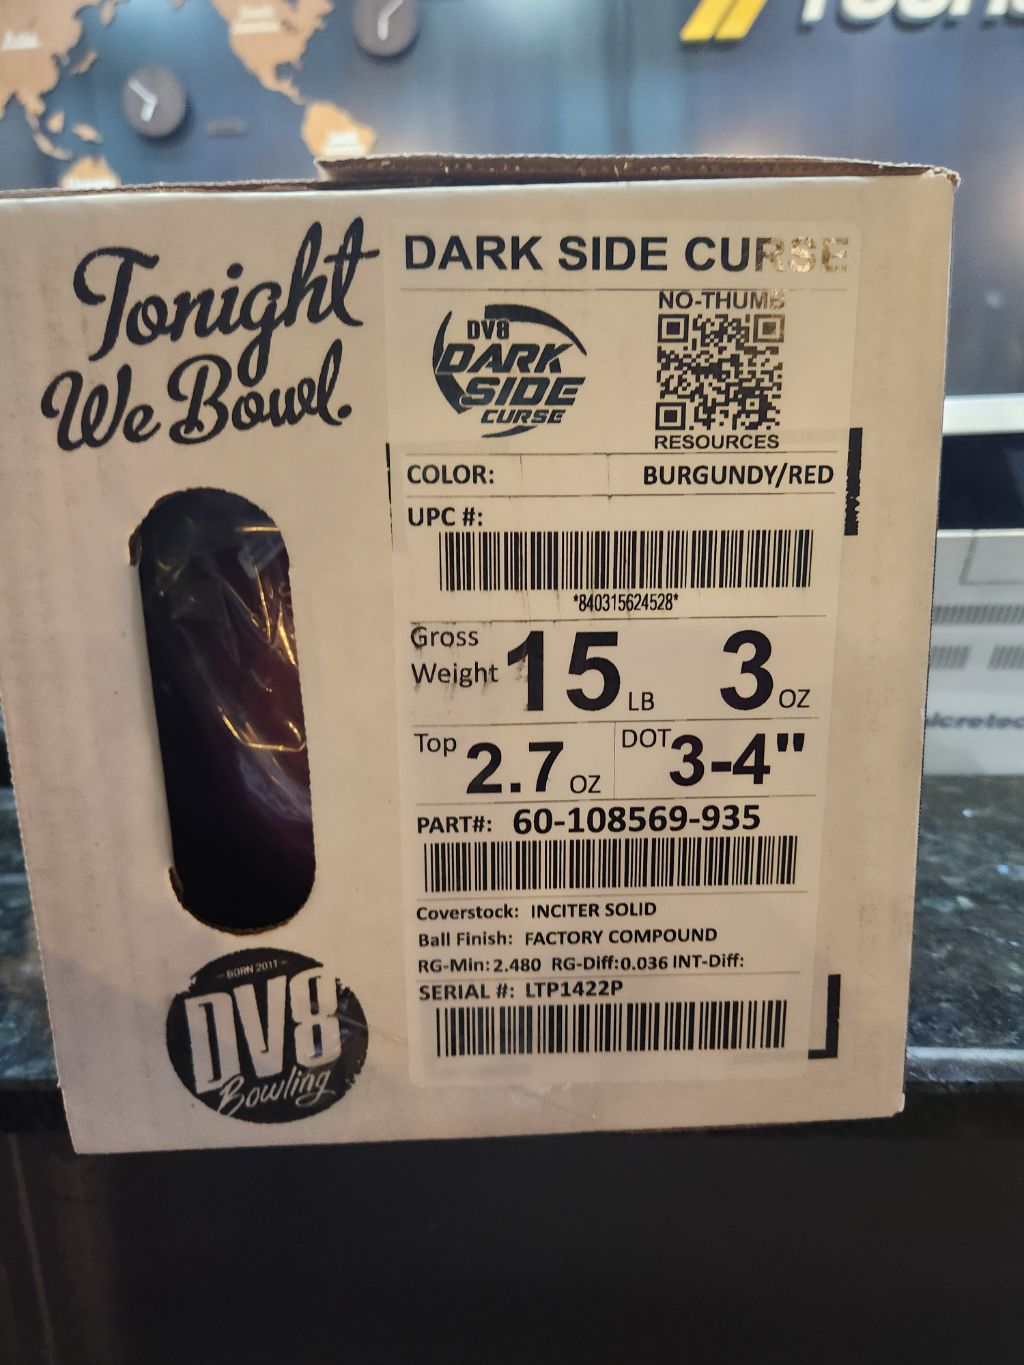 Tonight
We Bowl.
DARK SIDE CURSE
DV8
DARK
SIDE
CURSE
NO-THUMB
RESOURCES
COLOR: BURGUNDY/RED
UPC #:
*840315624528*
Gross Weight 15 LB 3 OZ
Top 2.7 OZ DOT 3-4"
PART#: 60-108569-935
Coverstock: INCITER SOLID
Ball Finish: FACTORY COMPOUND
RG-Min: 2.480 RG-Diff: 0.036 INT-Diff:
SERIAL #: LTP1422P
BORN 2011
DV8
Bowling